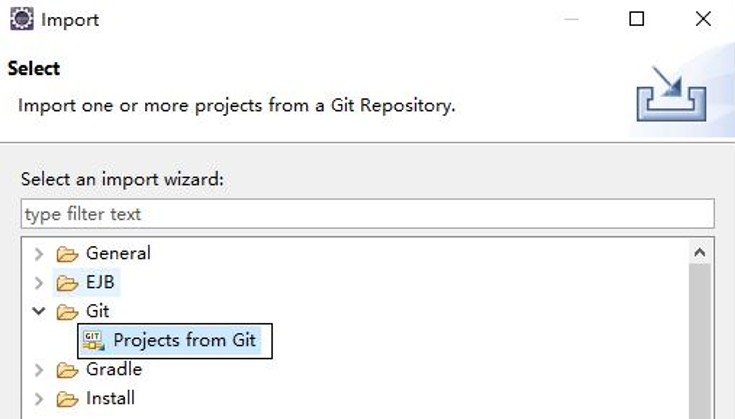 Import
Select
Import one or more projects from a Git Repository.
Select an import wizard:
type filter text
General
EJB
Git
GIT Projects from Git
Gradle
Install